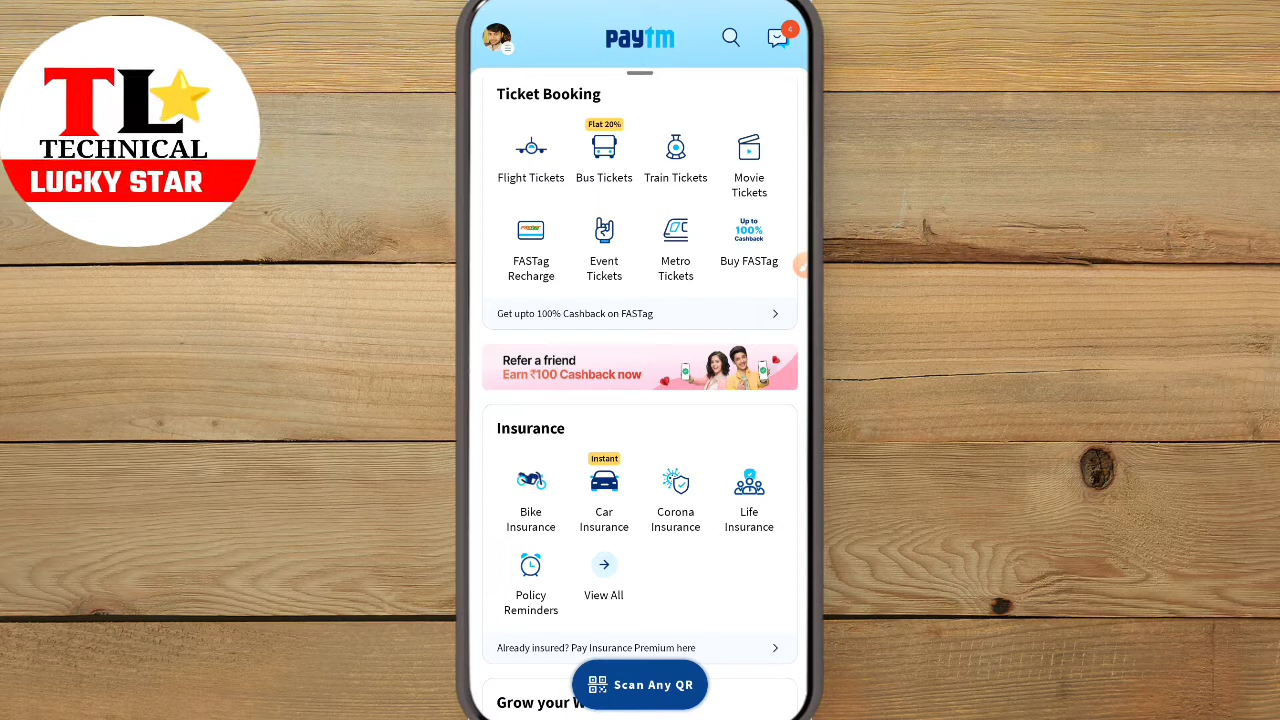 TL
TECHNICAL
LUCKY STAR
paytm
4
Ticket Booking
Flat 20%
Flight Tickets
Bus Tickets
Train Tickets
Movie
Tickets
Up to
100%
Cashback
FASTag
Recharge
Event
Tickets
Metro
Tickets
Buy FASTag
Get upto 100% Cashback on FASTag
Refer a friend
Earn ₹100 Cashback now
Insurance
Instant
Bike
Insurance
Car
Insurance
Corona
Insurance
Life
Insurance
Policy
Reminders
View All
Already insured? Pay Insurance Premium here
Scan Any QR
Grow your